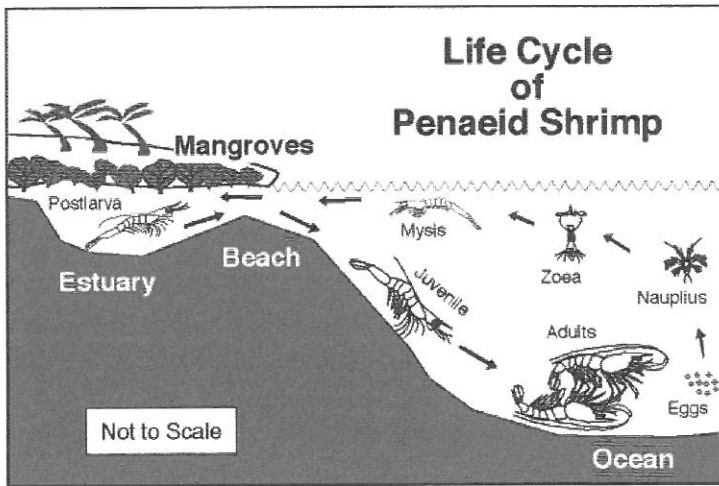 Life Cycle
of
Penaeid Shrimp
Mangroves
Postlarva
Mysis
Zoea
Nauplius
Estuary
Beach
Juvenile
Adults
Eggs
Not to Scale
Ocean